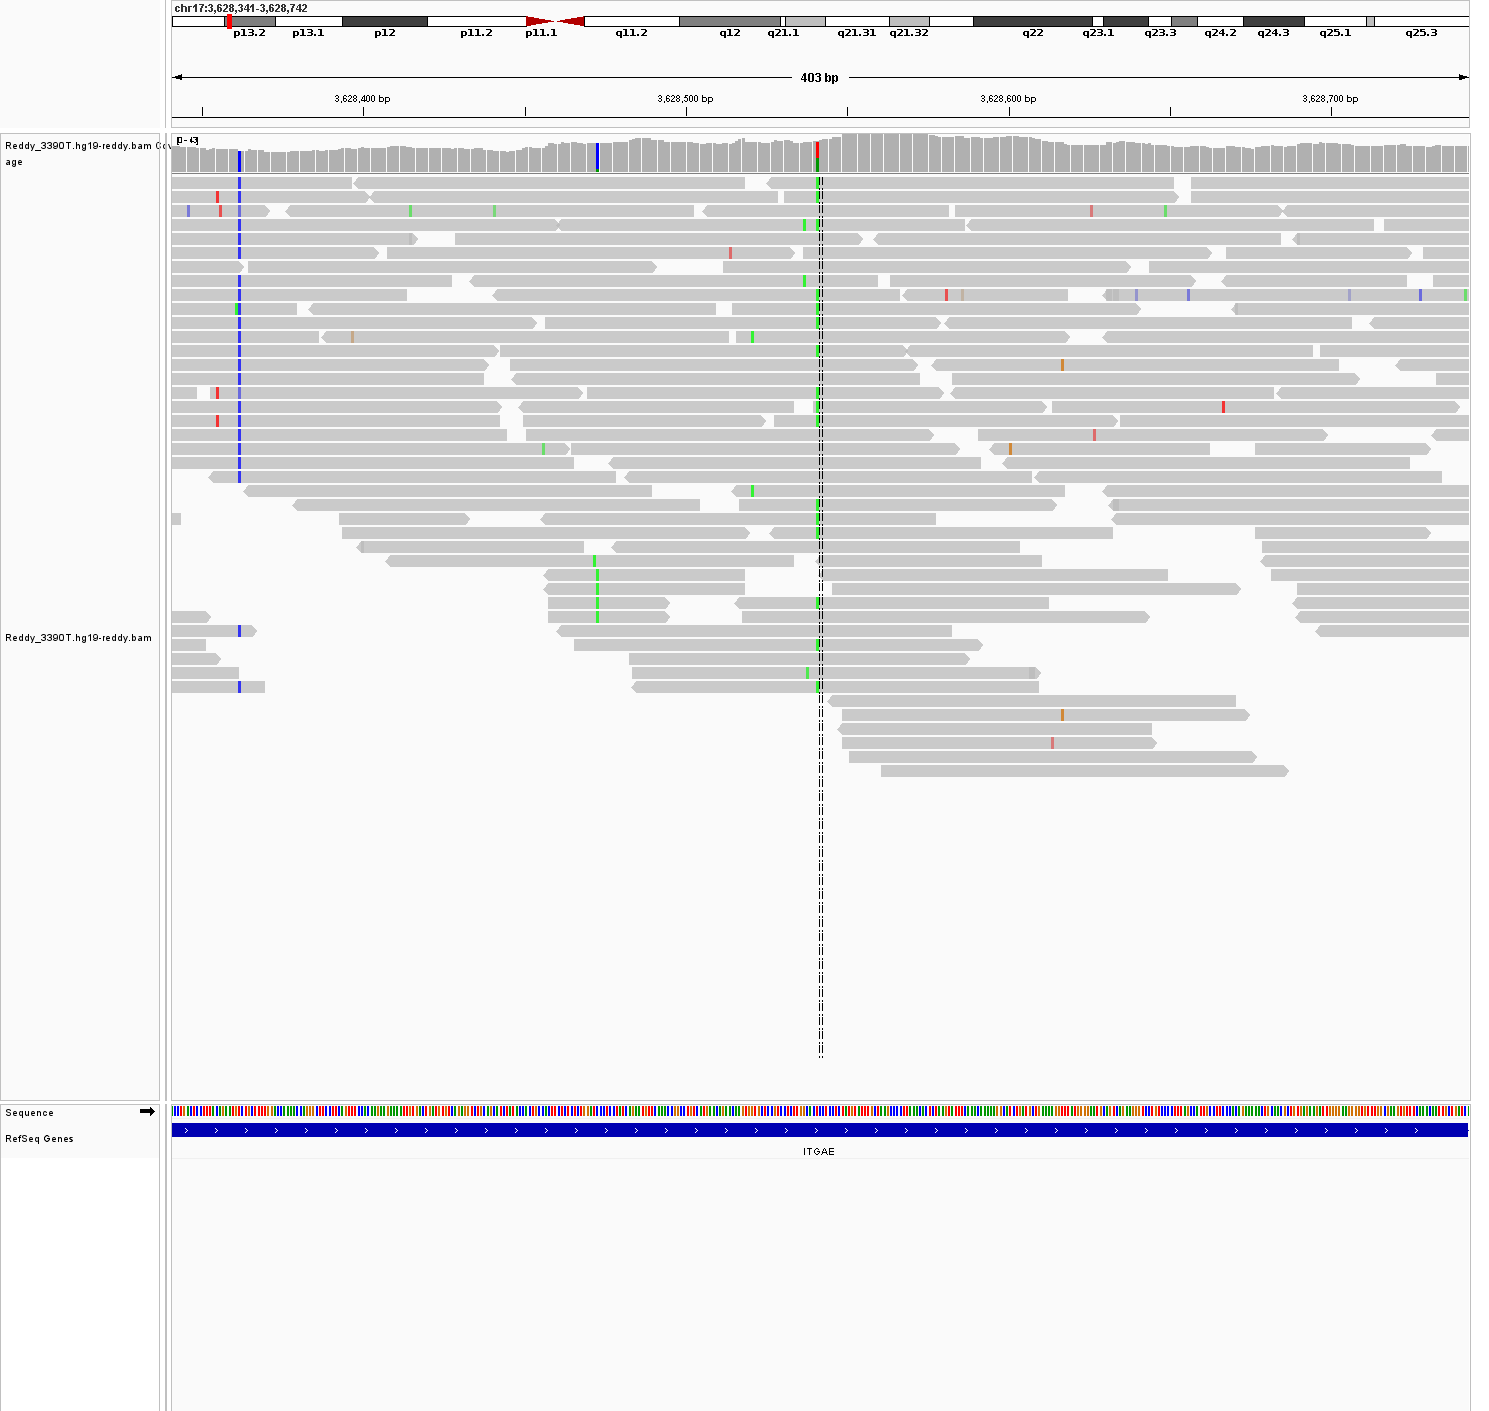 chr17:3,628,341-3,628,742
p13.2 p13.1 p12 p11.2 p11.1 q11.2 q12 q21.1 q21.31 q21.32 q22 q23.1 q23.3 q24.2 q24.3 q25.1 q25.3
403 bp
3,628,400 bp 3,628,500 bp 3,628,600 bp 3,628,700 bp
Reddy_3390T.hg19-reddy.bam Cov
age
Reddy_3390T.hg19-reddy.bam
Sequence
RefSeq Genes
ITGAE